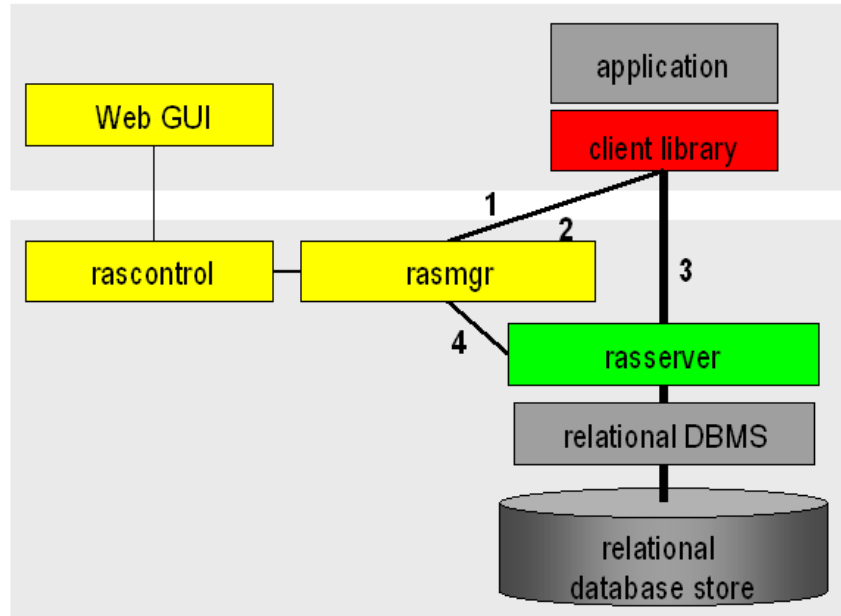 application
Web GUI
client library
1
2
rascontrol
rasmgr
3
4
rasserver
relational DBMS
relational
database store